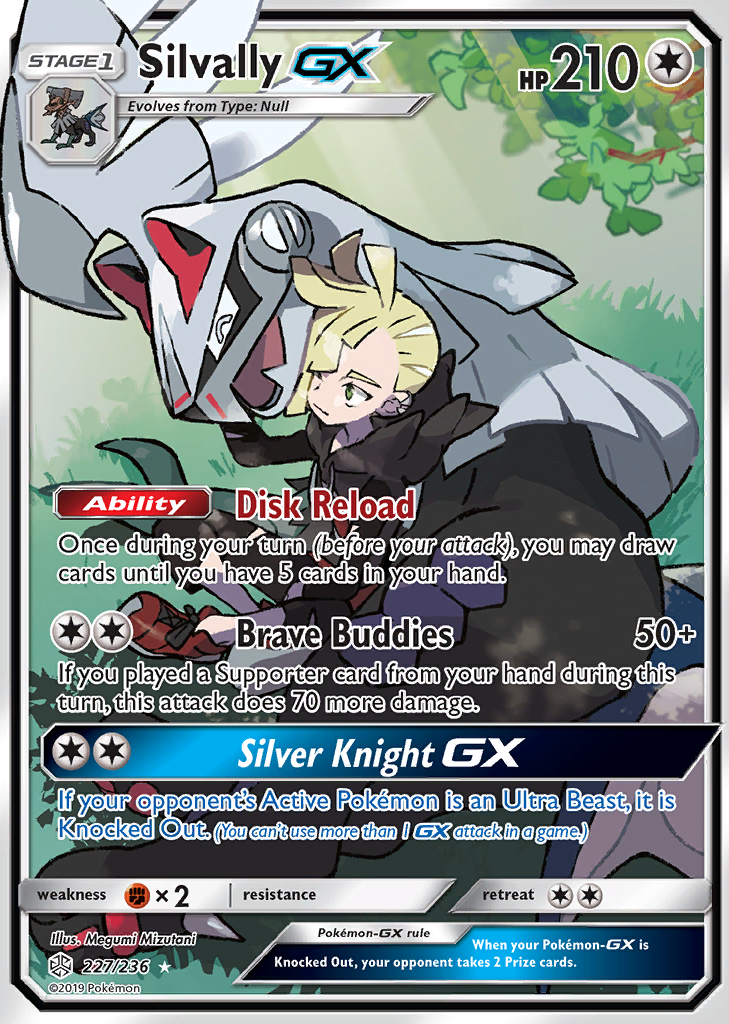 STAGE1 Silvally GX HP210
Evolves from Type: Null
Ability Disk Reload
Once during your turn (before your attack), you may draw
cards until you have 5 cards in your hand.
Brave Buddies 50+
If you played a Supporter card from your hand during this
turn, this attack does 70 more damage.
Silver Knight GX
If your opponent's Active Pokémon is an Ultra Beast, it is
Knocked Out. (You can't use more than 1 GX attack in a game.)
weakness ×2 resistance retreat
Illus. Megumi Mizutani
227/236
©2019 Pokémon
Pokémon-GX rule
When your Pokémon-GX is
Knocked Out, your opponent takes 2 Prize cards.